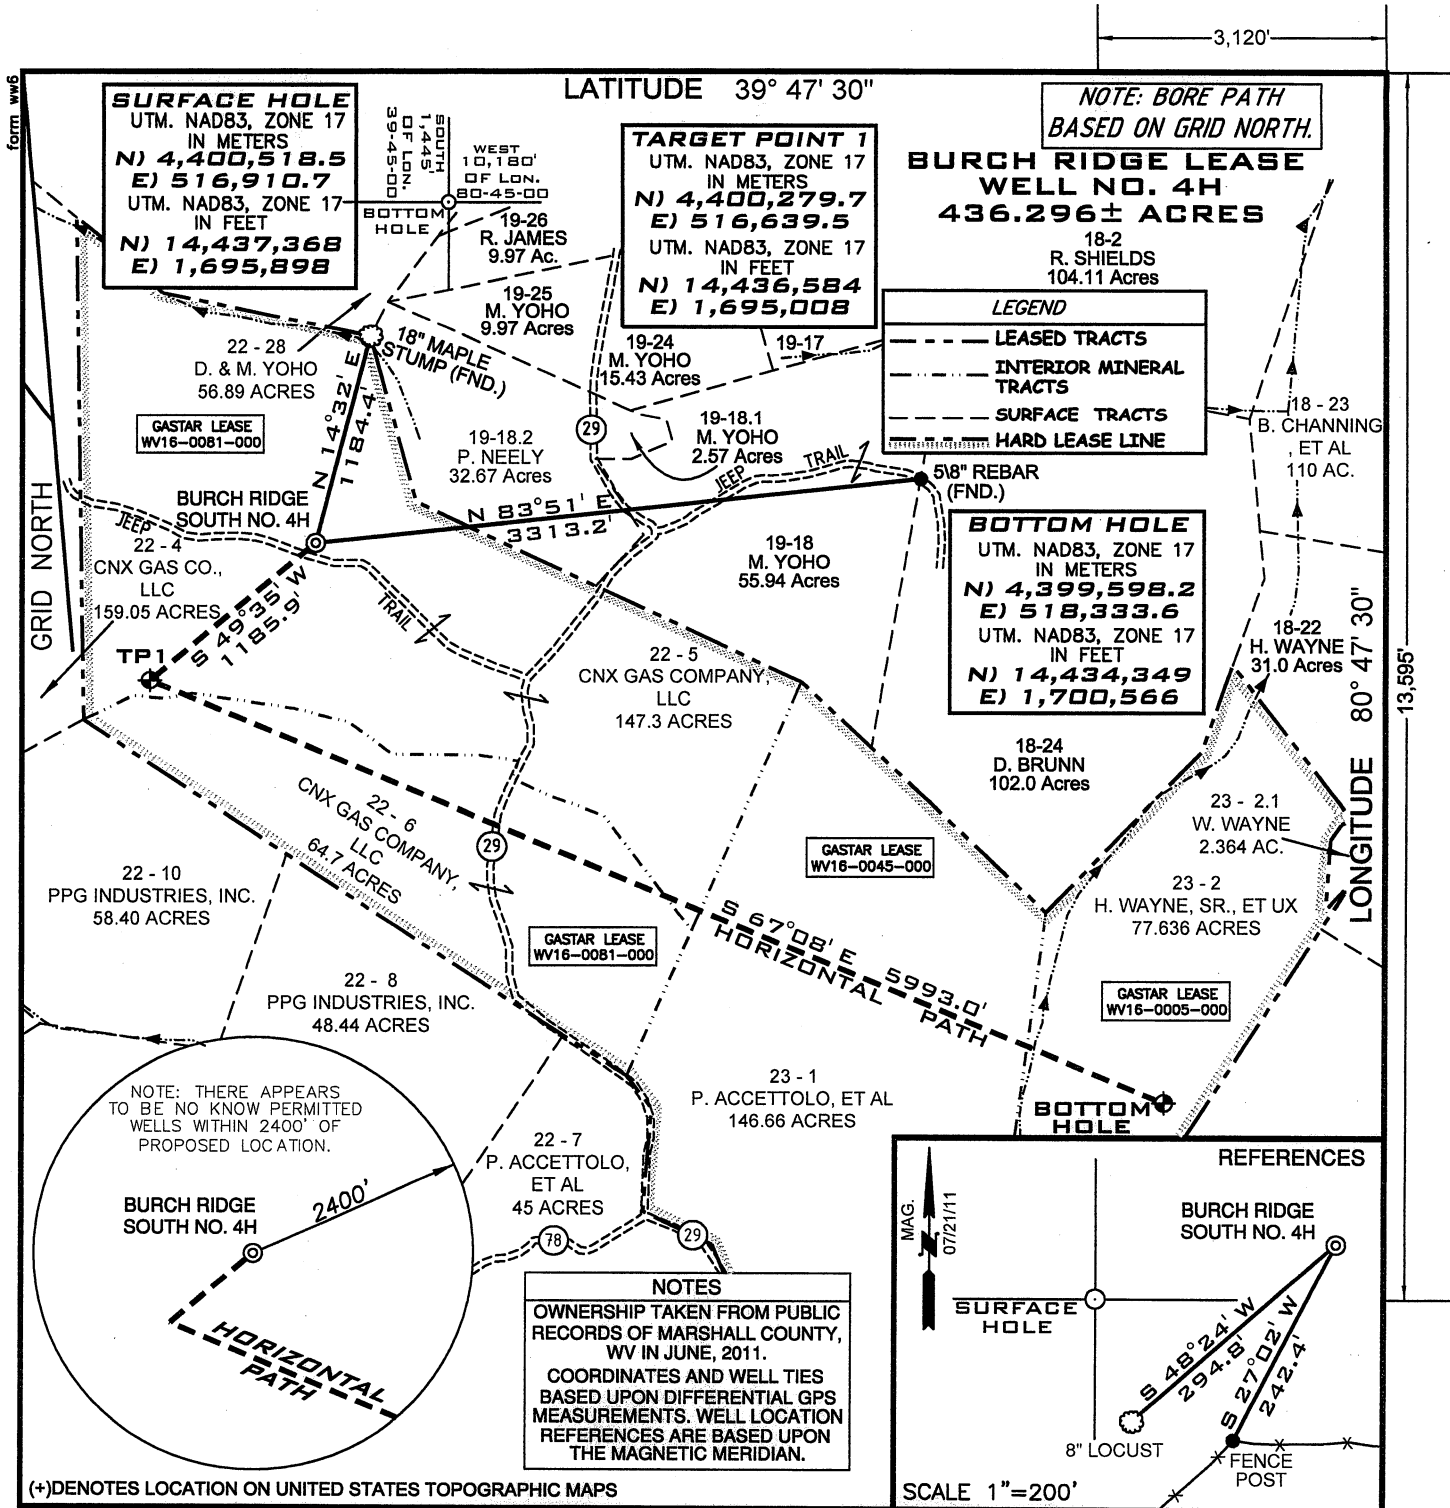 3,120'
form ww6
LATITUDE 39° 47' 30"
SURFACE HOLE
UTM. NAD83, ZONE 17
IN METERS
N) 4,400,518.5
E) 516,910.7
UTM. NAD83, ZONE 17
IN FEET
N) 14,437,368
E) 1,695,898
SOUTH
1,445'
OF LON.
39-45-00
WEST
10,180'
OF LON.
80-45-00
BOTTOM
HOLE
TARGET POINT 1
UTM. NAD83, ZONE 17
IN METERS
N) 4,400,279.7
E) 516,639.5
UTM. NAD83, ZONE 17
IN FEET
N) 14,436,584
E) 1,695,008
NOTE: BORE PATH
BASED ON GRID NORTH.
BURCH RIDGE LEASE
WELL NO. 4H
436.296± ACRES
18-2
R. SHIELDS
104.11 Acres
19-26
R. JAMES
9.97 Ac.
19-25
M. YOHO
9.97 Acres
19-24
M. YOHO
15.43 Acres
19-17
LEGEND
LEASED TRACTS
INTERIOR MINERAL
TRACTS
SURFACE TRACTS
HARD LEASE LINE
18 - 23
B. CHANNING
, ET AL
110 AC.
22 - 28
D. & M. YOHO
56.89 ACRES
18" MAPLE
STUMP (FND.)
GASTAR LEASE
WV16-0081-000
N 14°32' E
1184.4'
19-18.2
P. NEELY
32.67 Acres
29
19-18.1
M. YOHO
2.57 Acres
JEEP
TRAIL
5\8" REBAR
(FND.)
GRID NORTH
BURCH RIDGE
SOUTH NO. 4H
N 83°51' E
3313.2'
JEEP
TRAIL
22 - 4
CNX GAS CO.,
LLC
159.05 ACRES
S 49°35' W
1185.9'
TP1
19-18
M. YOHO
55.94 Acres
BOTTOM HOLE
UTM. NAD83, ZONE 17
IN METERS
N) 4,399,598.2
E) 518,333.6
UTM. NAD83, ZONE 17
IN FEET
N) 14,434,349
E) 1,700,566
18-22
H. WAYNE
31.0 Acres
LONGITUDE 80° 47' 30"
13,595'
22 - 5
CNX GAS COMPANY,
LLC
147.3 ACRES
18-24
D. BRUNN
102.0 Acres
23 - 2.1
W. WAYNE
2.364 AC.
22 - 6
CNX GAS COMPANY,
LLC
64.7 ACRES
29
GASTAR LEASE
WV16-0045-000
22 - 10
PPG INDUSTRIES, INC.
58.40 ACRES
23 - 2
H. WAYNE, SR., ET UX
77.636 ACRES
S 67°08' E 5993.0'
HORIZONTAL PATH
GASTAR LEASE
WV16-0081-000
GASTAR LEASE
WV16-0005-000
22 - 8
PPG INDUSTRIES, INC.
48.44 ACRES
23 - 1
P. ACCETTOLO, ET AL
146.66 ACRES
BOTTOM
HOLE
NOTE: THERE APPEARS
TO BE NO KNOW PERMITTED
WELLS WITHIN 2400' OF
PROPOSED LOCATION.
BURCH RIDGE
SOUTH NO. 4H
2400'
HORIZONTAL
PATH
22 - 7
P. ACCETTOLO,
ET AL
45 ACRES
78
29
NOTES
OWNERSHIP TAKEN FROM PUBLIC
RECORDS OF MARSHALL COUNTY,
WV IN JUNE, 2011.
COORDINATES AND WELL TIES
BASED UPON DIFFERENTIAL GPS
MEASUREMENTS. WELL LOCATION
REFERENCES ARE BASED UPON
THE MAGNETIC MERIDIAN.
REFERENCES
MAG.
N
07/21/11
BURCH RIDGE
SOUTH NO. 4H
SURFACE
HOLE
S 48°24' W
294.8'
S 27°02' W
242.4'
8" LOCUST
FENCE
POST
SCALE 1"=200'
(+)DENOTES LOCATION ON UNITED STATES TOPOGRAPHIC MAPS